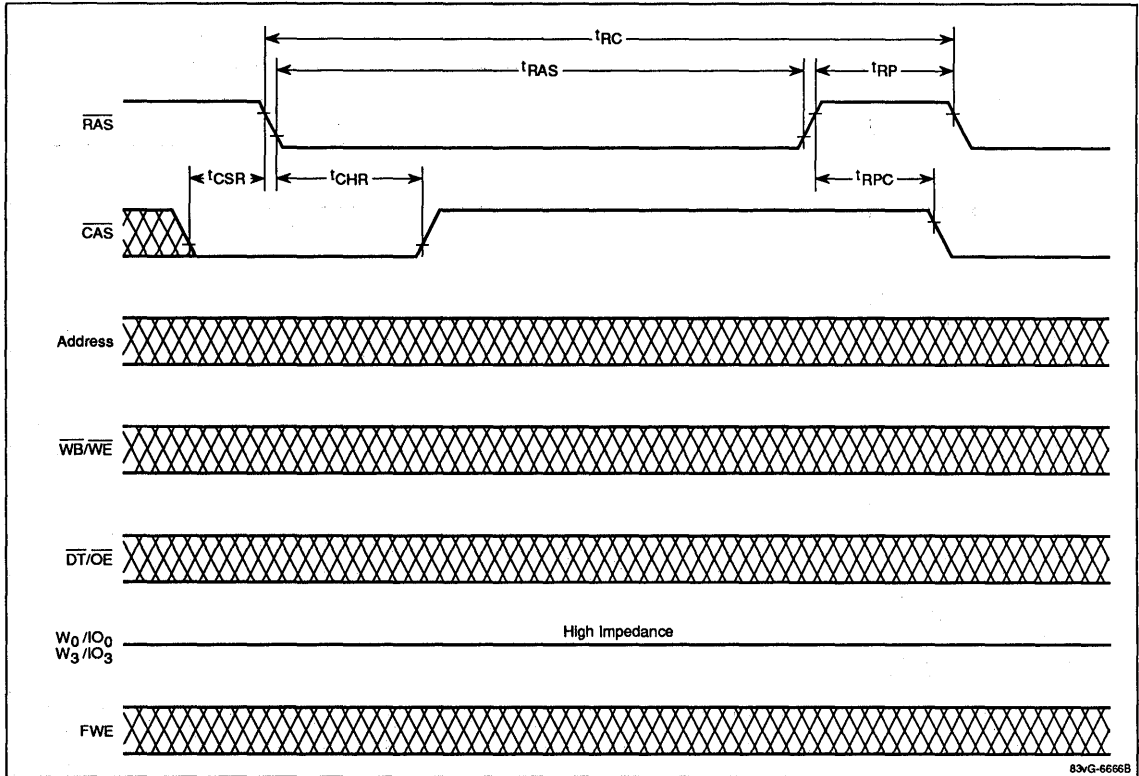 tRC
tRAS
tRP
RAS
tCSR
tCHR
tRPC
CAS
Address
WB/WE
DT/OE
W0/IO0
W3/IO3
High Impedance
FWE
83vG-6666B